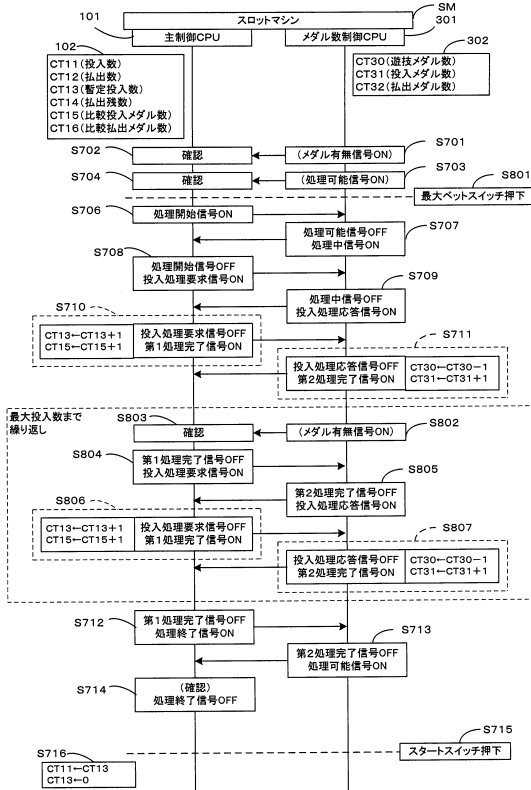 スロットマシン
SM
101
主制御CPU
メダル数制御CPU
301
102
CT11(投入数)
CT12(払出数)
CT13(暫定投入数)
CT14(払出残数)
CT15(比較投入メダル数)
CT16(比較払出メダル数)
302
CT30(遊技メダル数)
CT31(投入メダル数)
CT32(払出メダル数)
S702
確認
(メダル有無信号ON)
S701
S704
確認
(処理可能信号ON)
S703
S801
最大ベットスイッチ押下
S706
処理開始信号ON
処理可能信号OFF
処理中信号ON
S707
S708
処理開始信号OFF
投入処理要求信号ON
S709
処理中信号OFF
投入処理応答信号ON
S710
CT13←CT13+1
CT15←CT15+1
投入処理要求信号OFF
第1処理完了信号ON
S711
投入処理応答信号OFF
第2処理完了信号ON
CT30←CT30−1
CT31←CT31+1
最大投入数まで
繰り返し
S803
確認
(メダル有無信号ON)
S802
S804
第1処理完了信号OFF
投入処理要求信号ON
S805
第2処理完了信号OFF
投入処理応答信号ON
S806
CT13←CT13+1
CT15←CT15+1
投入処理要求信号OFF
第1処理完了信号ON
S807
投入処理応答信号OFF
第2処理完了信号ON
CT30←CT30−1
CT31←CT31+1
S712
第1処理完了信号OFF
処理終了信号ON
S713
第2処理完了信号OFF
処理可能信号ON
S714
(確認)
処理終了信号OFF
S715
スタートスイッチ押下
S716
CT11←CT13
CT13←0